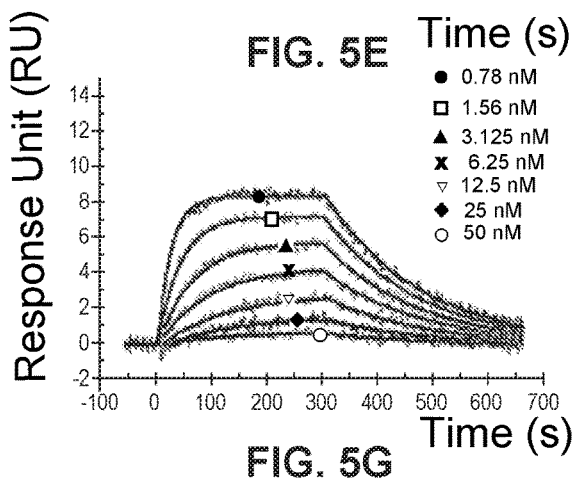 FIG. 5E
Time (s)
Response Unit (RU)
0.78 nM
1.56 nM
3.125 nM
6.25 nM
12.5 nM
25 nM
50 nM
14
12
10
8
6
4
2
0
-2
-100 0 100 200 300 400 500 600 700
Time (s)
FIG. 5G